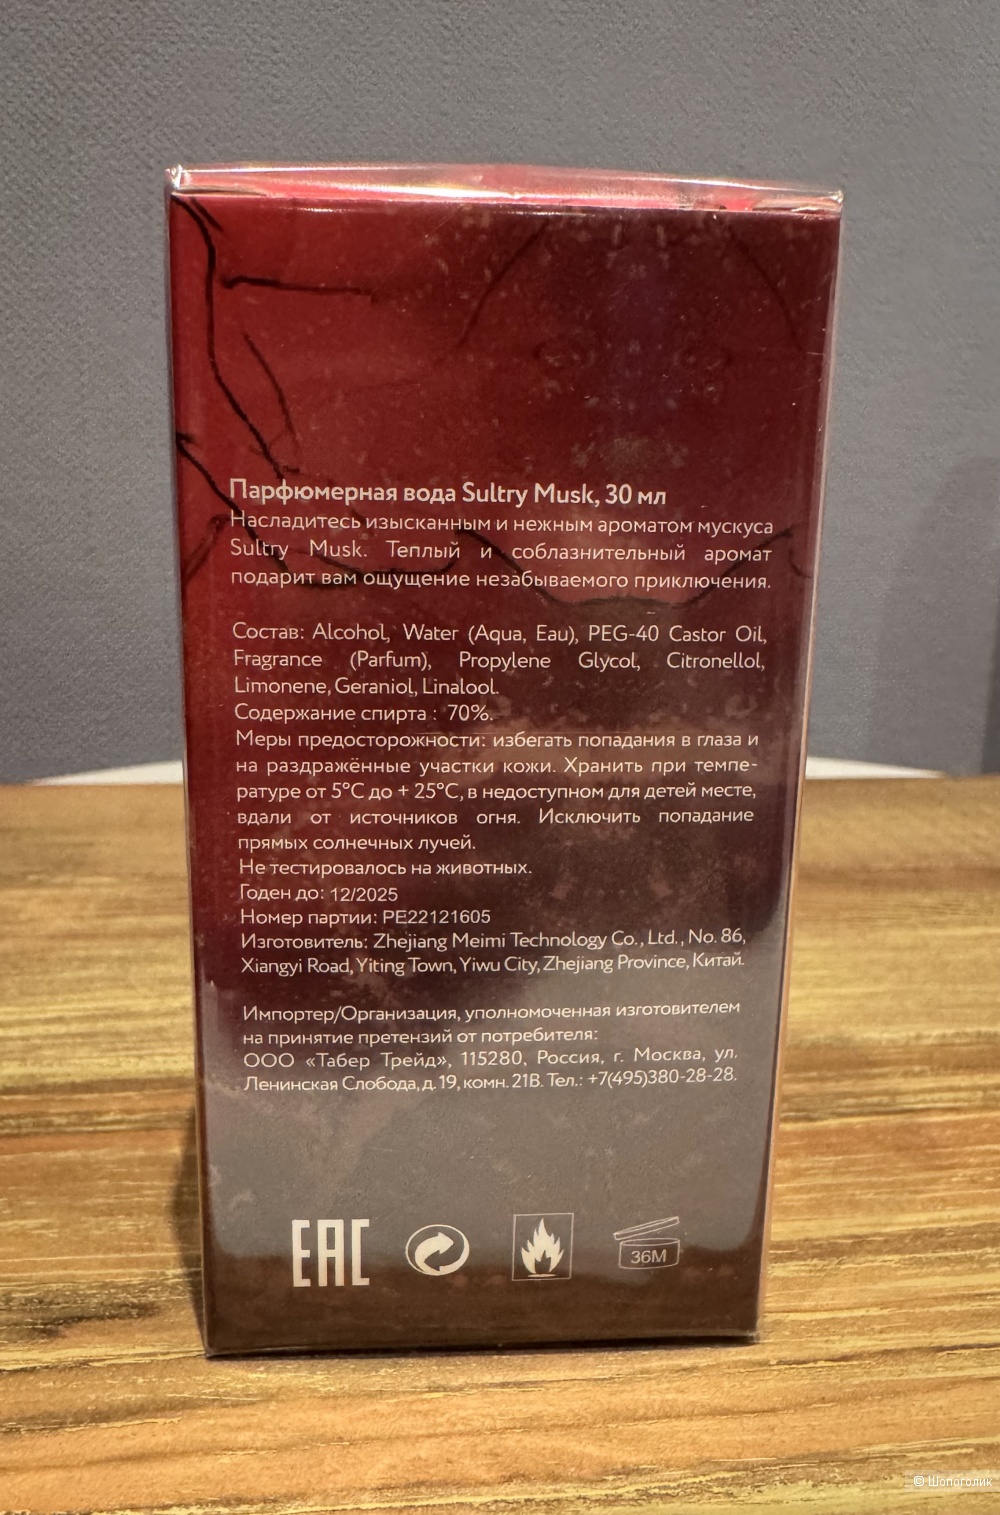 Парфюмерная вода Sultry Musk, 30 мл
Насладитесь изысканным и нежным ароматом мускуса
Sultry Musk. Теплый и соблазнительный аромат
подарит вам ощущение незабываемого приключения.
Состав: Alcohol, Water (Aqua, Eau), PEG-40 Castor Oil,
Fragrance (Parfum), Propylene Glycol, Citronellol,
Limonene, Geraniol, Linalool.
Содержание спирта : 70%.
Меры предосторожности: избегать попадания в глаза и
на раздражённые участки кожи. Хранить при темпе-
ратуре от 5°C до + 25°C, в недоступном для детей месте,
вдали от источников огня. Исключить попадание
прямых солнечных лучей.
Не тестировалось на животных.
Годен до: 12/2025
Номер партии: PE22121605
Изготовитель: Zhejiang Meimi Technology Co., Ltd., No. 86,
Xiangyi Road, Yiting Town, Yiwu City, Zhejiang Province, Китай.
Импортер/Организация, уполномоченная изготовителем
на принятие претензий от потребителя:
ООО «Табер Трейд», 115280, Россия, г. Москва, ул.
Ленинская Слобода, д. 19, комн. 21В. Тел.: +7(495)380-28-28.
EAC
36M
© Шопоголик